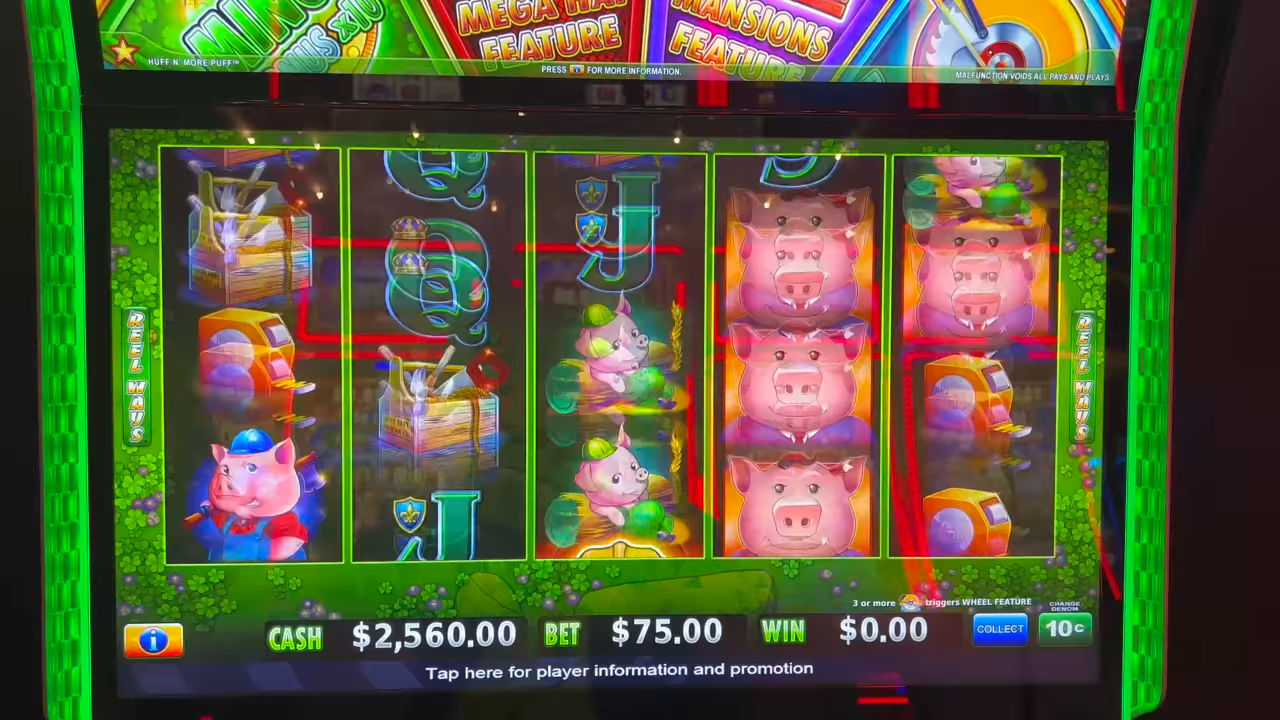 MEGA HAT
FEATURE
MANSIONS
FEATURE
HUFF N' MORE PUFF™
PRESS i FOR MORE INFORMATION.
MALFUNCTION VOIDS ALL PAYS AND PLAYS
Q
J
Q
J
REEL WAYS
REEL WAYS
3 or more triggers WHEEL FEATURE
CHANGE DENOM
i
CASH $2,560.00 BET $75.00 WIN $0.00 COLLECT 10¢
Tap here for player information and promotion